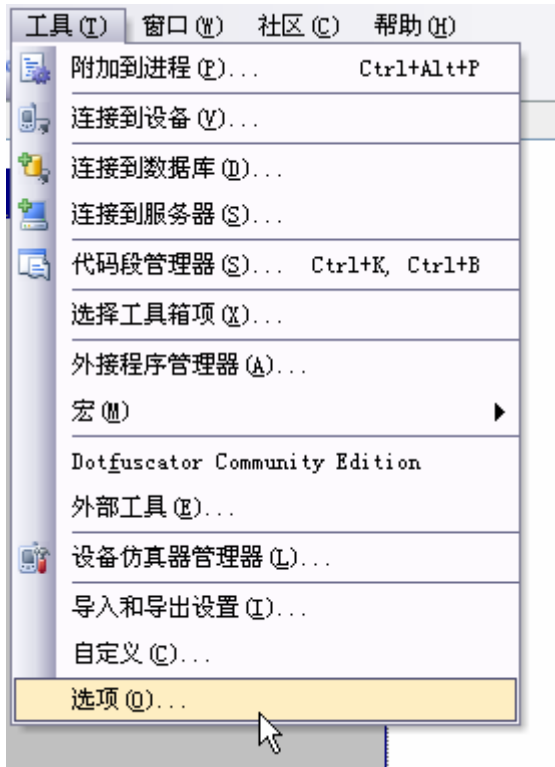 工具(T) 窗口(W) 社区(C) 帮助(H)
附加到进程(P)... Ctrl+Alt+P
连接到设备(V)...
连接到数据库(D)...
连接到服务器(S)...
代码段管理器(S)... Ctrl+K, Ctrl+B
选择工具箱项(X)...
外接程序管理器(A)...
宏(M)
Dotfuscator Community Edition
外部工具(E)...
设备仿真器管理器(L)...
导入和导出设置(I)...
自定义(C)...
选项(O)...